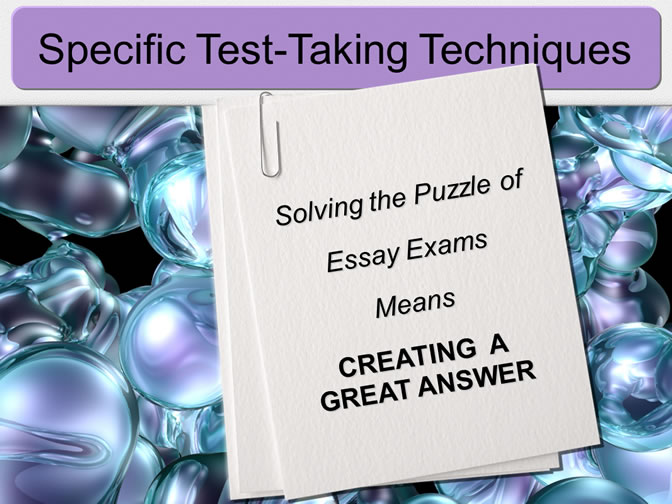 Specific Test-Taking Techniques
Solving the Puzzle of
Essay Exams
Means
CREATING A
GREAT ANSWER